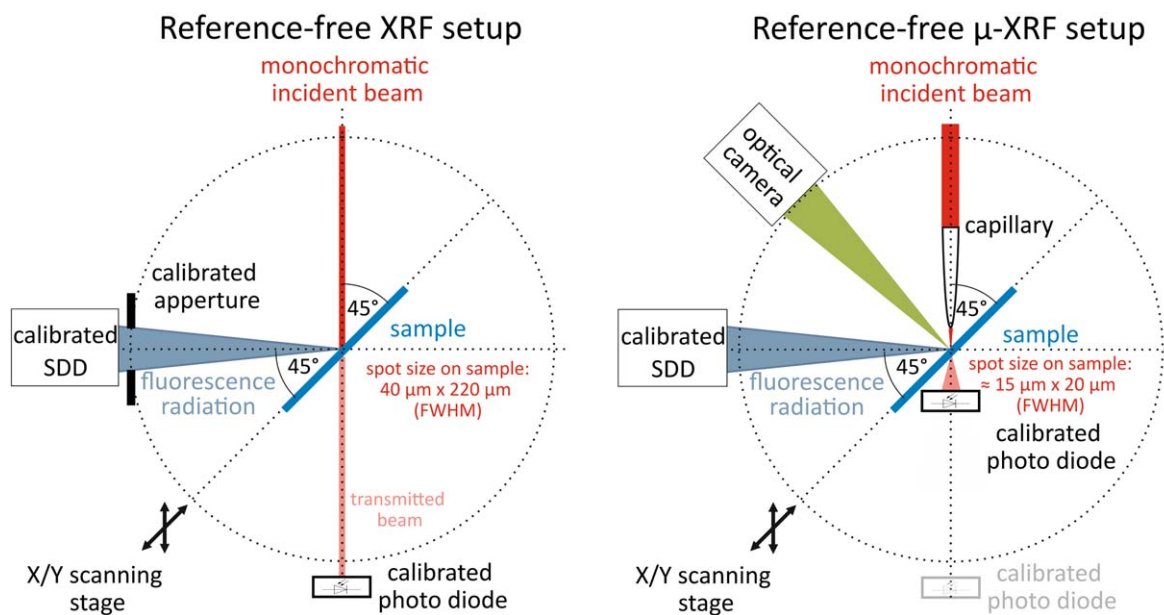 Reference-free XRF setup
monochromatic
incident beam
calibrated
apperture
45°
calibrated
SDD
sample
45°
fluorescence
radiation
spot size on sample:
40 µm x 220 µm
(FWHM)
transmitted
beam
X/Y scanning
stage
calibrated
photo diode
Reference-free µ-XRF setup
monochromatic
incident beam
optical
camera
capillary
45°
calibrated
SDD
sample
45°
fluorescence
radiation
spot size on sample:
≈ 15 µm x 20 µm
(FWHM)
calibrated
photo diode
X/Y scanning
stage
calibrated
photo diode